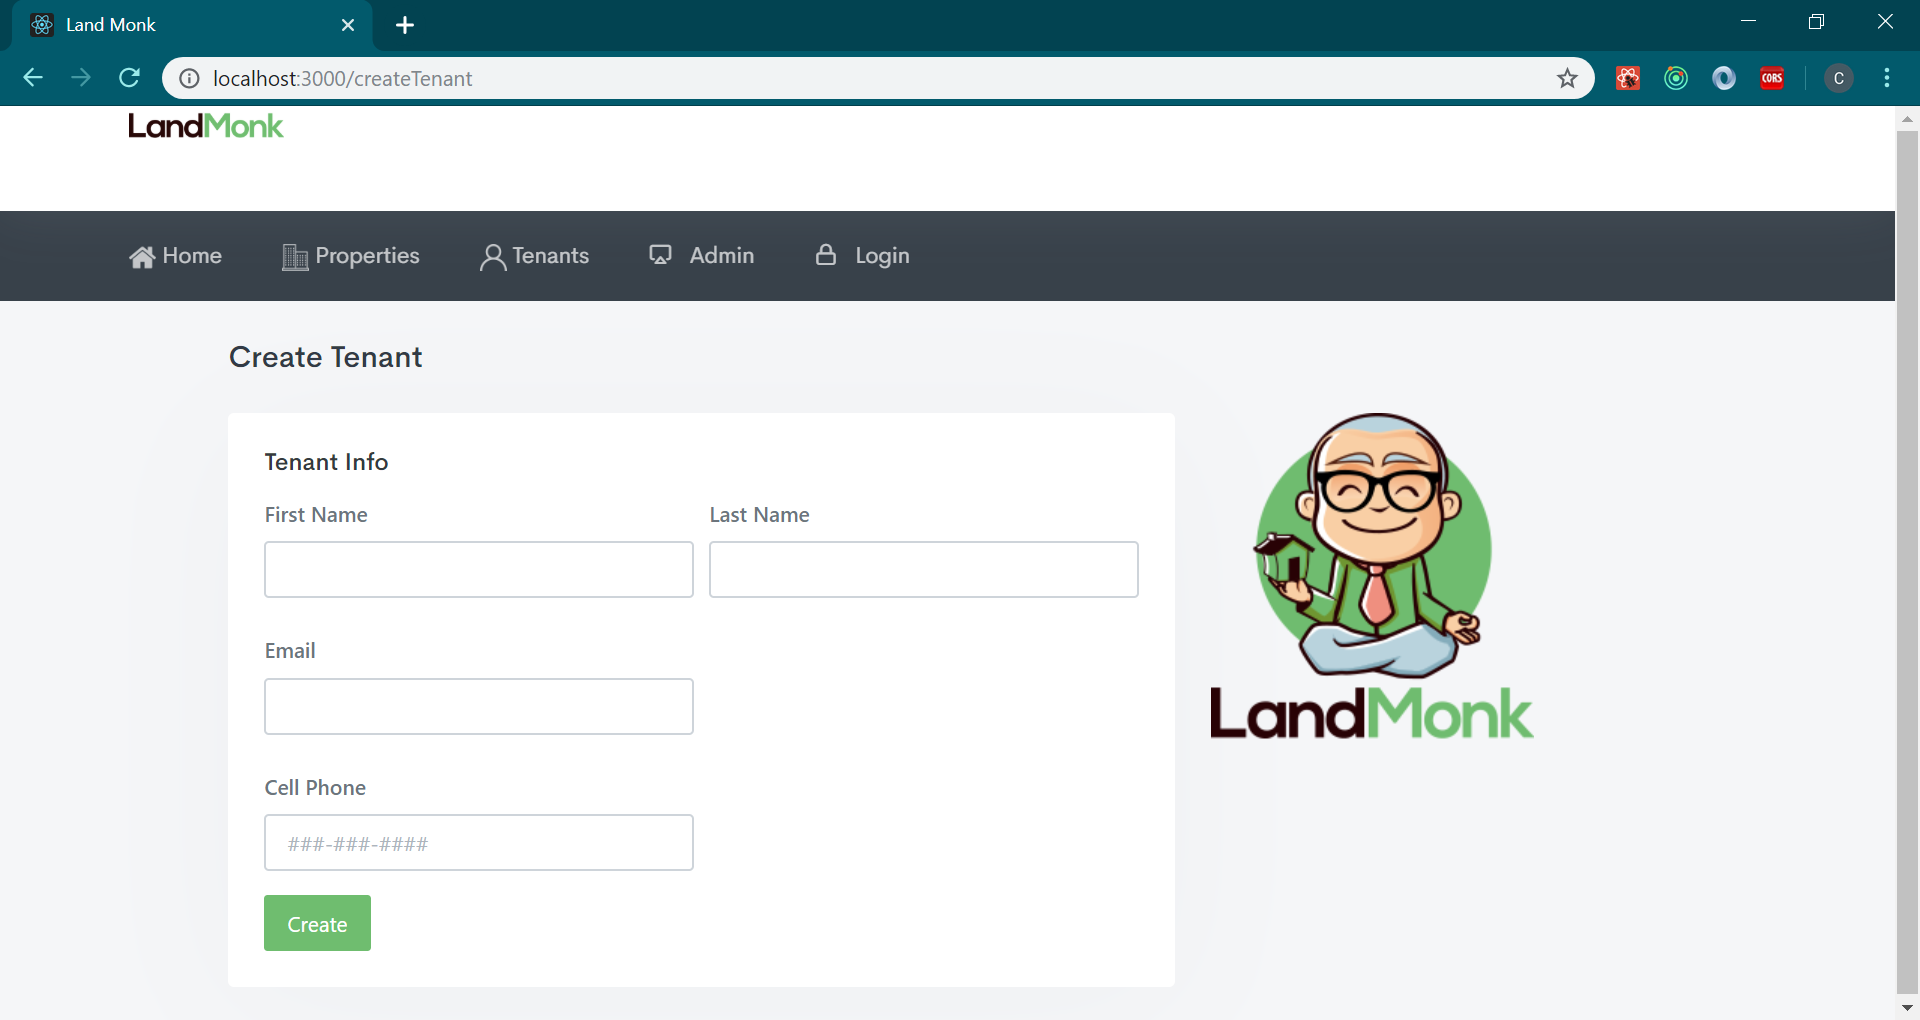 Land Monk
localhost:3000/createTenant
CORS
C
LandMonk
Home
Properties
Tenants
Admin
Login
Create Tenant
Tenant Info
First Name
Last Name
Email
Cell Phone
###-###-####
Create
LandMonk